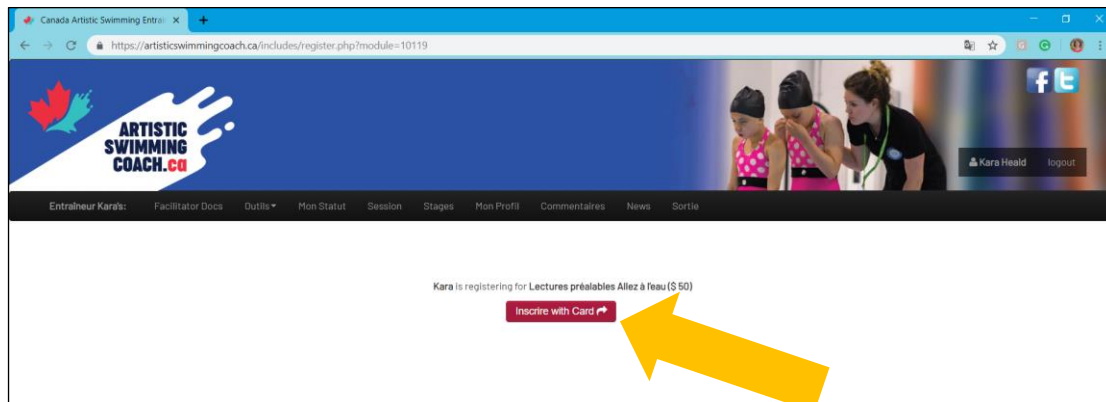 Canada Artistic Swimming Entraî
https://artisticswimmingcoach.ca/includes/register.php?module=10119
ARTISTIC
SWIMMING
COACH.ca
Kara Heald logout
Entraîneur Kara's: Facilitator Docs Outils Mon Statut Session Stages Mon Profil Commentaires News Sortie
Kara is registering for Lectures préalables Allez à l'eau ($ 50)
Inscrire with Card